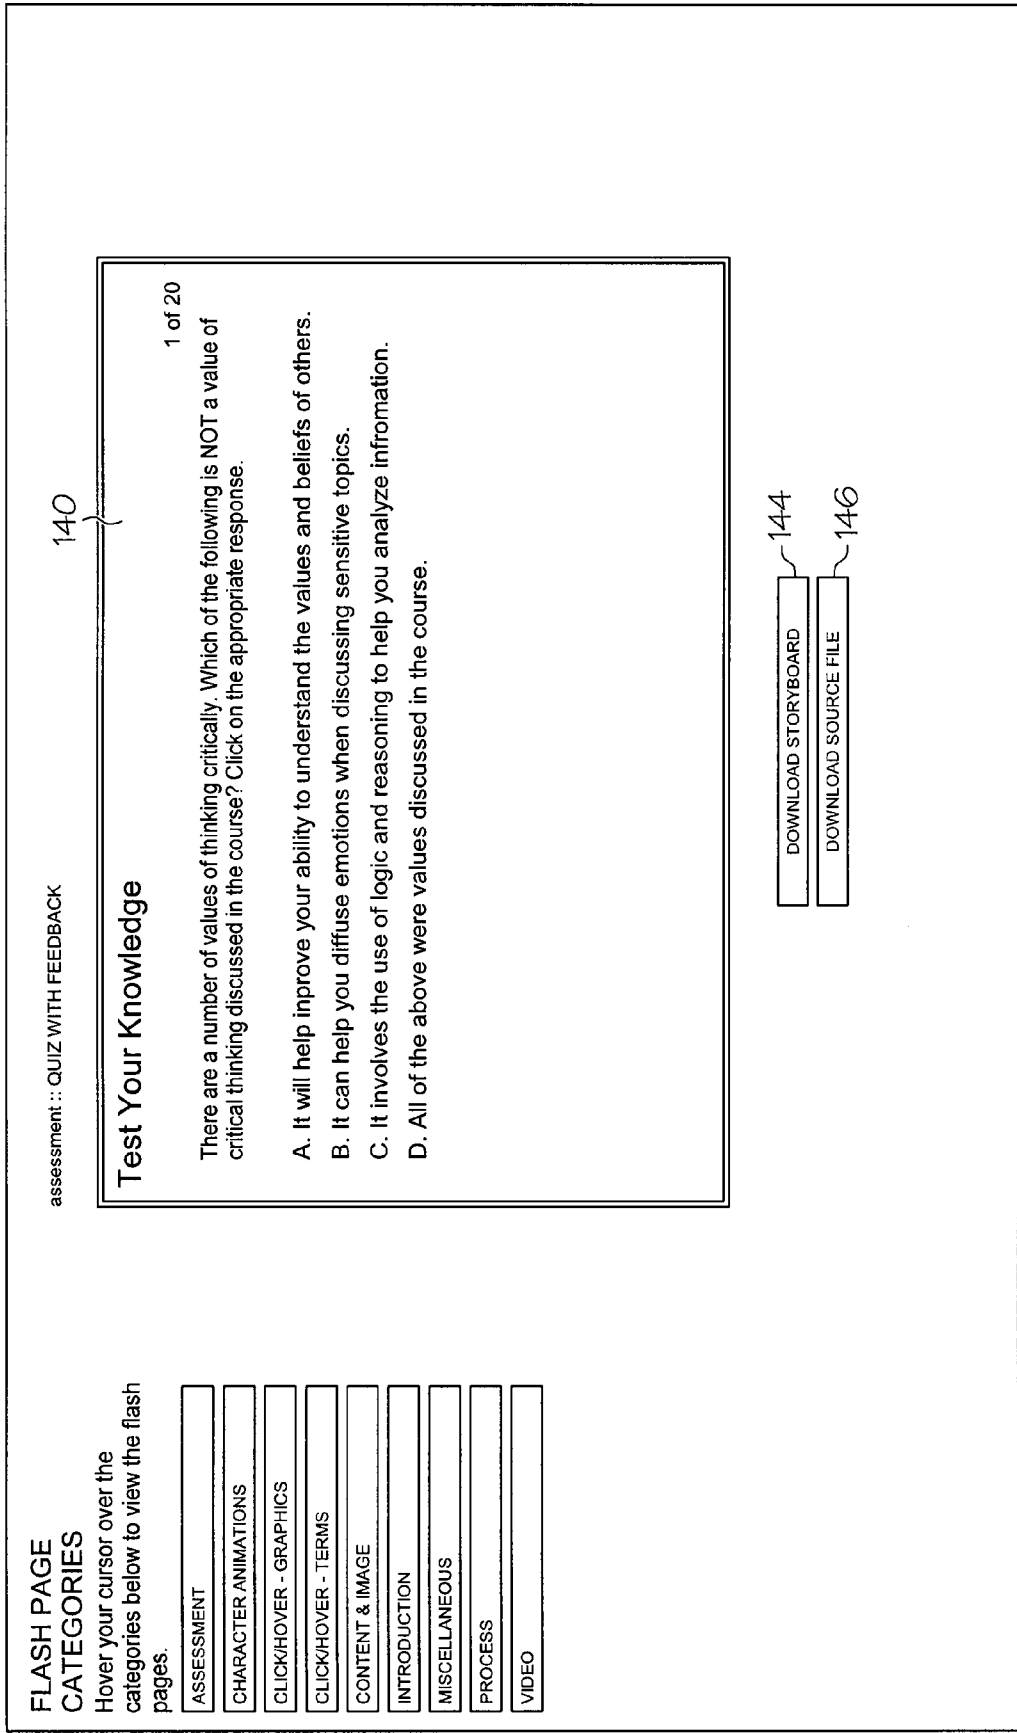 FLASH PAGE
CATEGORIES
Hover your cursor over the
categories below to view the flash
pages.
ASSESSMENT
CHARACTER ANIMATIONS
CLICK/HOVER - GRAPHICS
CLICK/HOVER - TERMS
CONTENT & IMAGE
INTRODUCTION
MISCELLANEOUS
PROCESS
VIDEO
assessment :: QUIZ WITH FEEDBACK
140
Test Your Knowledge
1 of 20
There are a number of values of thinking critically. Which of the following is NOT a value of
critical thinking discussed in the course? Click on the appropriate response.
A. It will help inprove your ability to understand the values and beliefs of others.
B. It can help you diffuse emotions when discussing sensitive topics.
C. It involves the use of logic and reasoning to help you analyze infromation.
D. All of the above were values discussed in the course.
DOWNLOAD STORYBOARD
144
DOWNLOAD SOURCE FILE
146